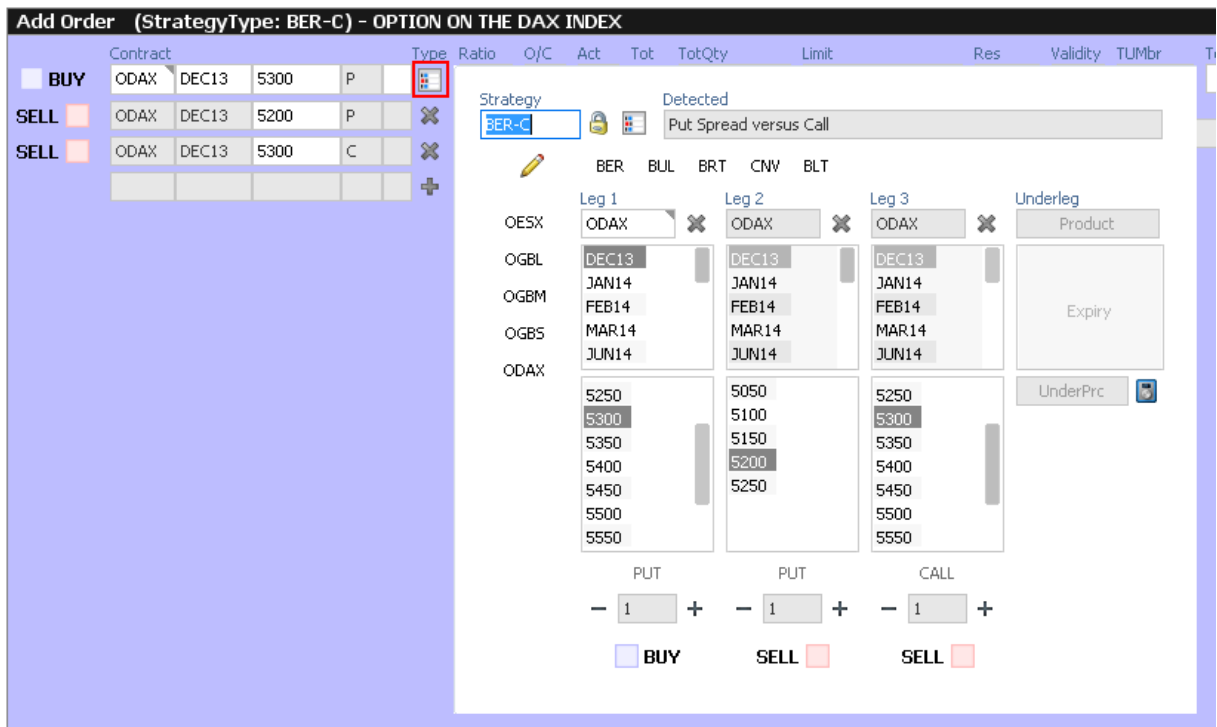 Add Order (StrategyType: BER-C) - OPTION ON THE DAX INDEX
Contract Type Ratio O/C Act Tot TotQty Limit Res Validity TUMbr
BUY ODAX DEC13 5300 P
SELL ODAX DEC13 5200 P
SELL ODAX DEC13 5300 C
Strategy Detected
BER-C Put Spread versus Call
BER BUL BRT CNV BLT
Leg 1 Leg 2 Leg 3 Underleg
OESX ODAX ODAX ODAX Product
OGBL DEC13 DEC13 DEC13
JAN14 JAN14 JAN14
OGBM FEB14 FEB14 FEB14 Expiry
OGBS MAR14 MAR14 MAR14
JUN14 JUN14 JUN14
ODAX
5250 5050 5250 UnderPrc
5300 5100 5300
5350 5150 5350
5400 5200 5400
5450 5250 5450
5500 5500
5550 5550
PUT PUT CALL
− 1 + − 1 + − 1 +
BUY SELL SELL